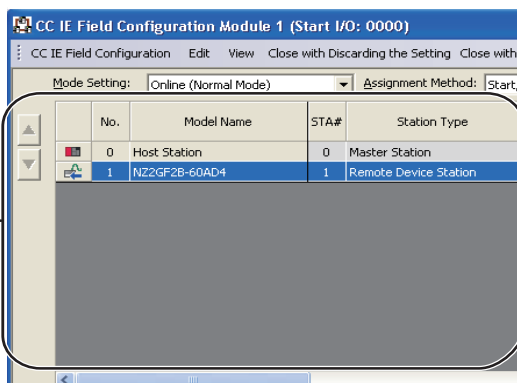 CC IE Field Configuration Module 1 (Start I/O: 0000)
CC IE Field Configuration Edit View Close with Discarding the Setting Close with
Mode Setting: Online (Normal Mode) Assignment Method: Start/
No. Model Name STA# Station Type
0 Host Station 0 Master Station
1 NZ2GF2B-60AD4 1 Remote Device Station